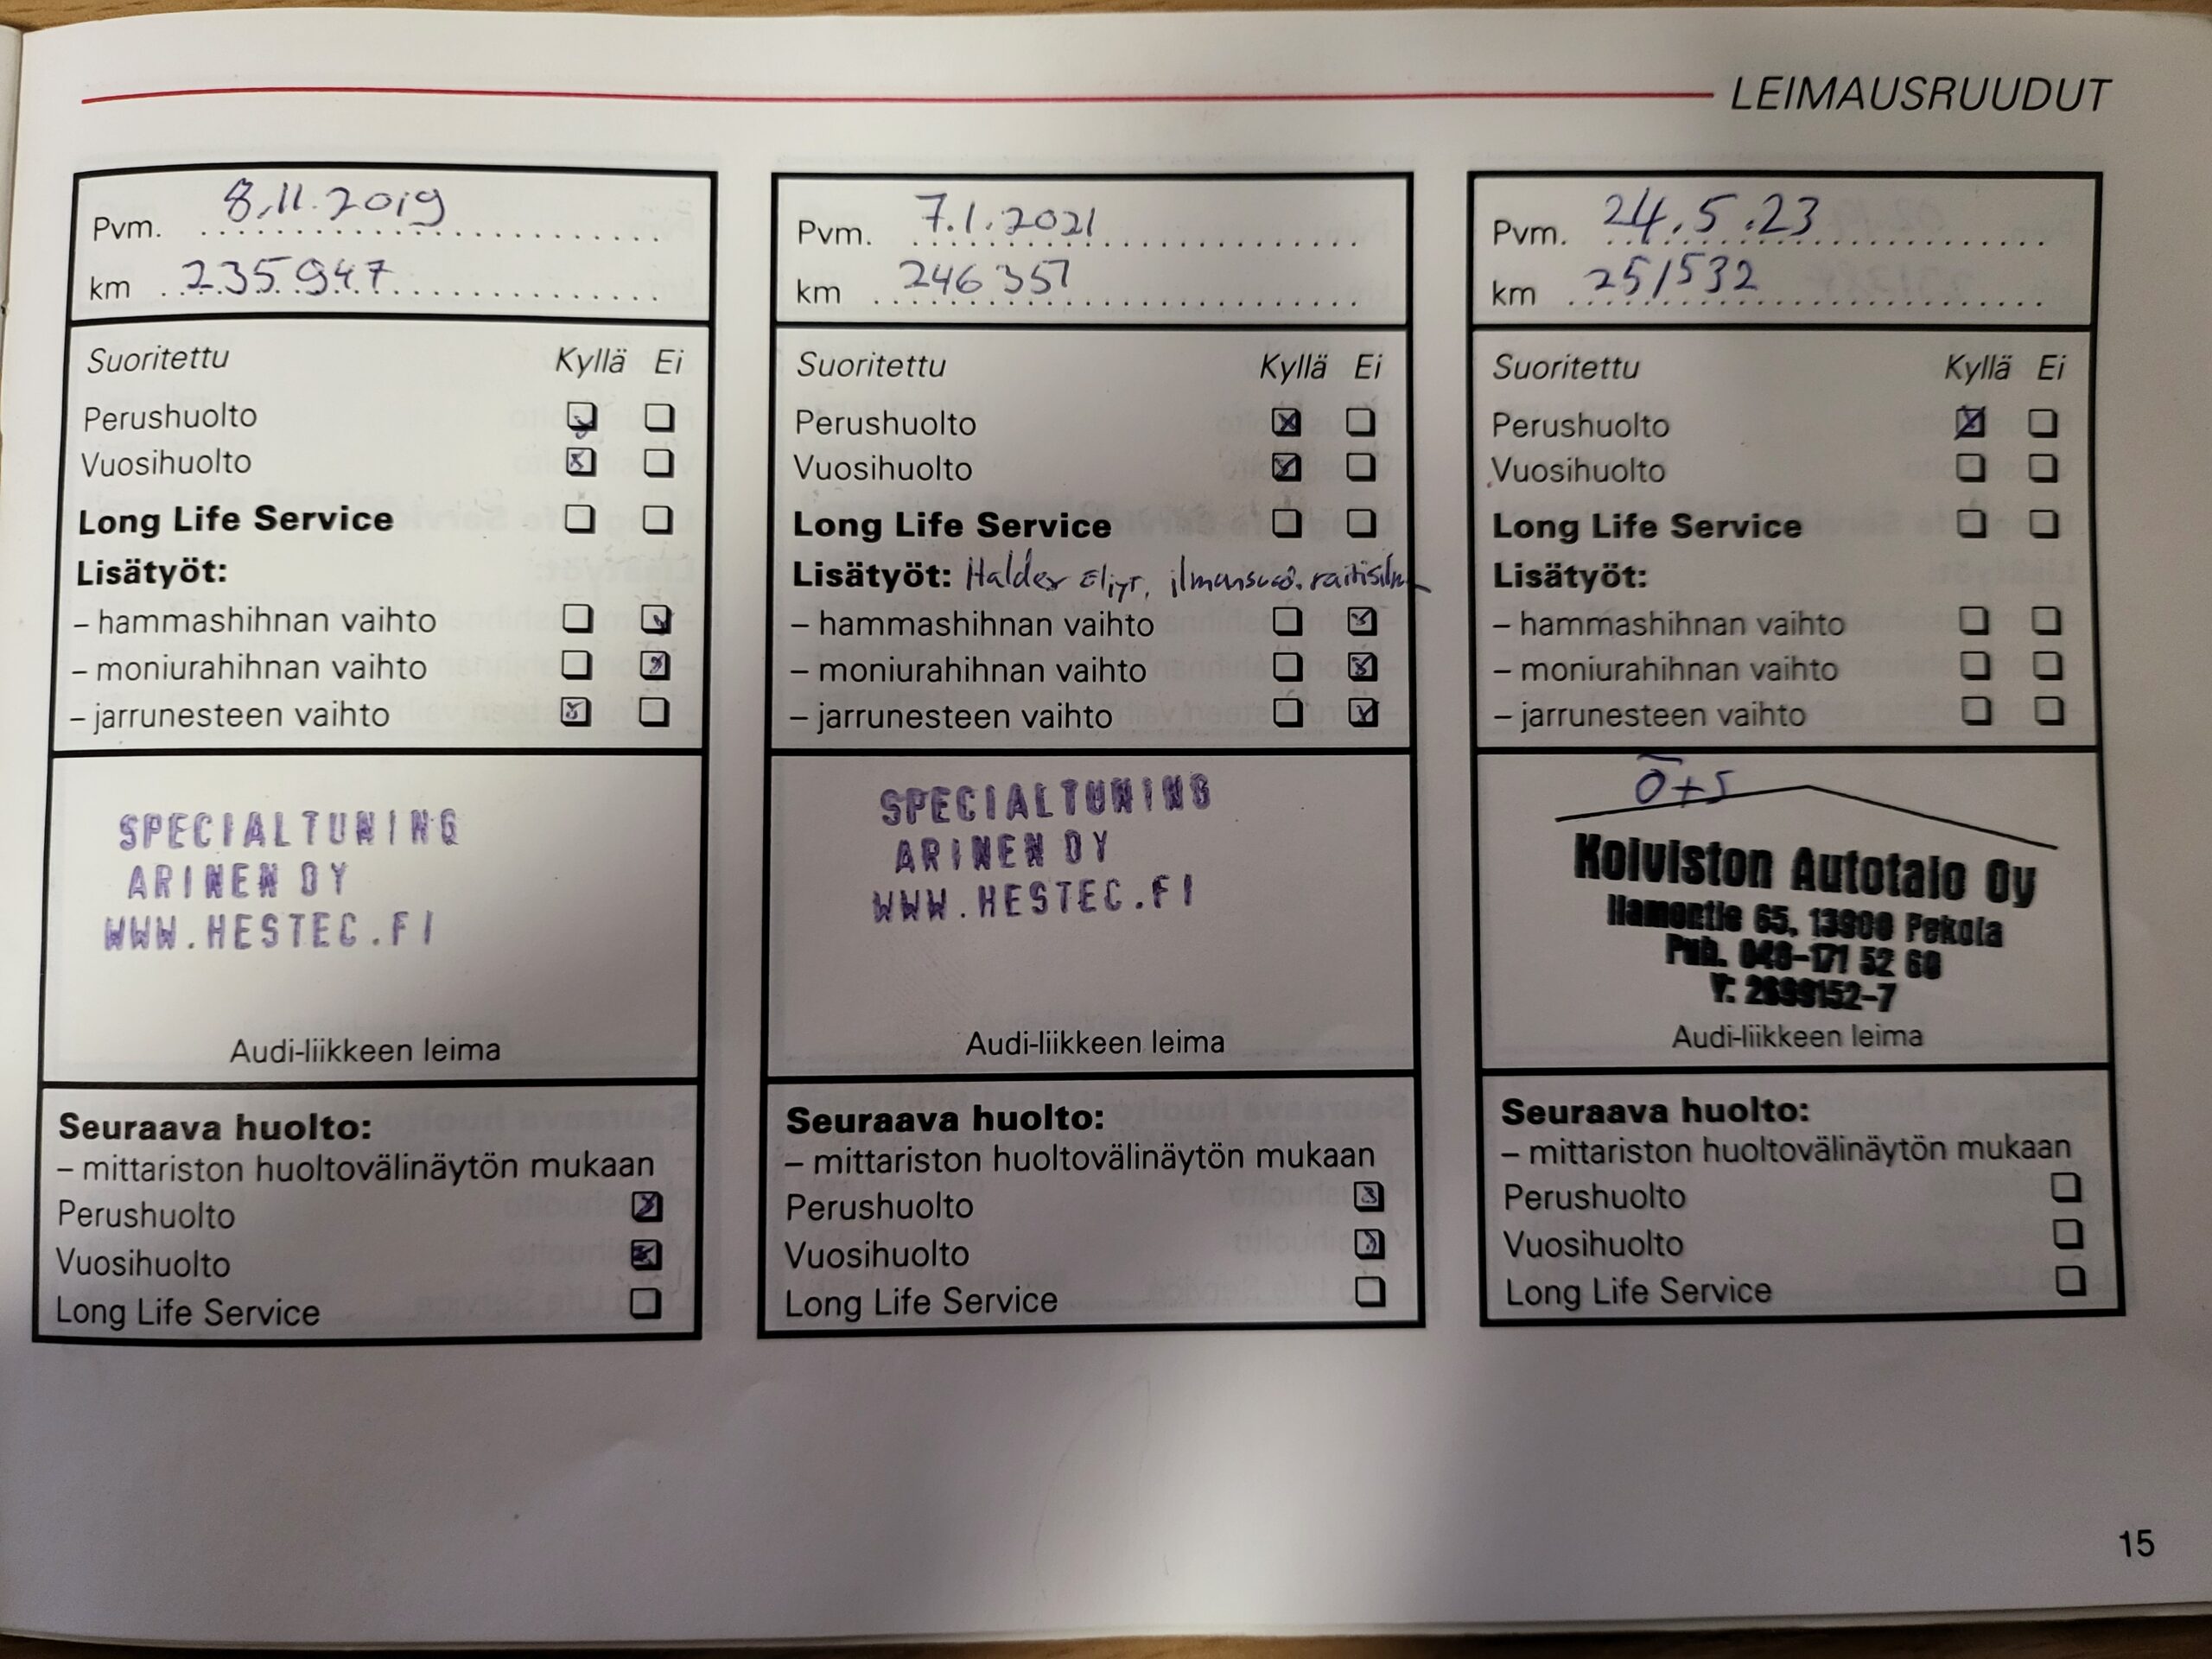 LEIMAUSRUUDUT
Pvm. 8.11.2019
km 235947
Suoritettu Kyllä Ei
Perushuolto
Vuosihuolto
Long Life Service
Lisätyöt:
– hammashihnan vaihto
– moniurahihnan vaihto
– jarrunesteen vaihto
SPECIALTUNING
ARINEN OY
WWW.HESTEC.FI
Audi-liikkeen leima
Seuraava huolto:
– mittariston huoltovälinäytön mukaan
Perushuolto
Vuosihuolto
Long Life Service
Pvm. 7.1.2021
km 246357
Suoritettu Kyllä Ei
Perushuolto
Vuosihuolto
Long Life Service
Lisätyöt: Haldex
– hammashihnan vaihto
– moniurahihnan vaihto
– jarrunesteen vaihto
SPECIALTUNING
ARINEN OY
WWW.HESTEC.FI
Audi-liikkeen leima
Seuraava huolto:
– mittariston huoltovälinäytön mukaan
Perushuolto
Vuosihuolto
Long Life Service
Pvm. 24.5.23
km 251532
Suoritettu Kyllä Ei
Perushuolto
Vuosihuolto
Long Life Service
Lisätyöt:
– hammashihnan vaihto
– moniurahihnan vaihto
– jarrunesteen vaihto
Ö+S
Koiviston Autotalo Oy
65, 13900 Pekola
Puh.
Audi-liikkeen leima
Seuraava huolto:
– mittariston huoltovälinäytön mukaan
Perushuolto
Vuosihuolto
Long Life Service
15